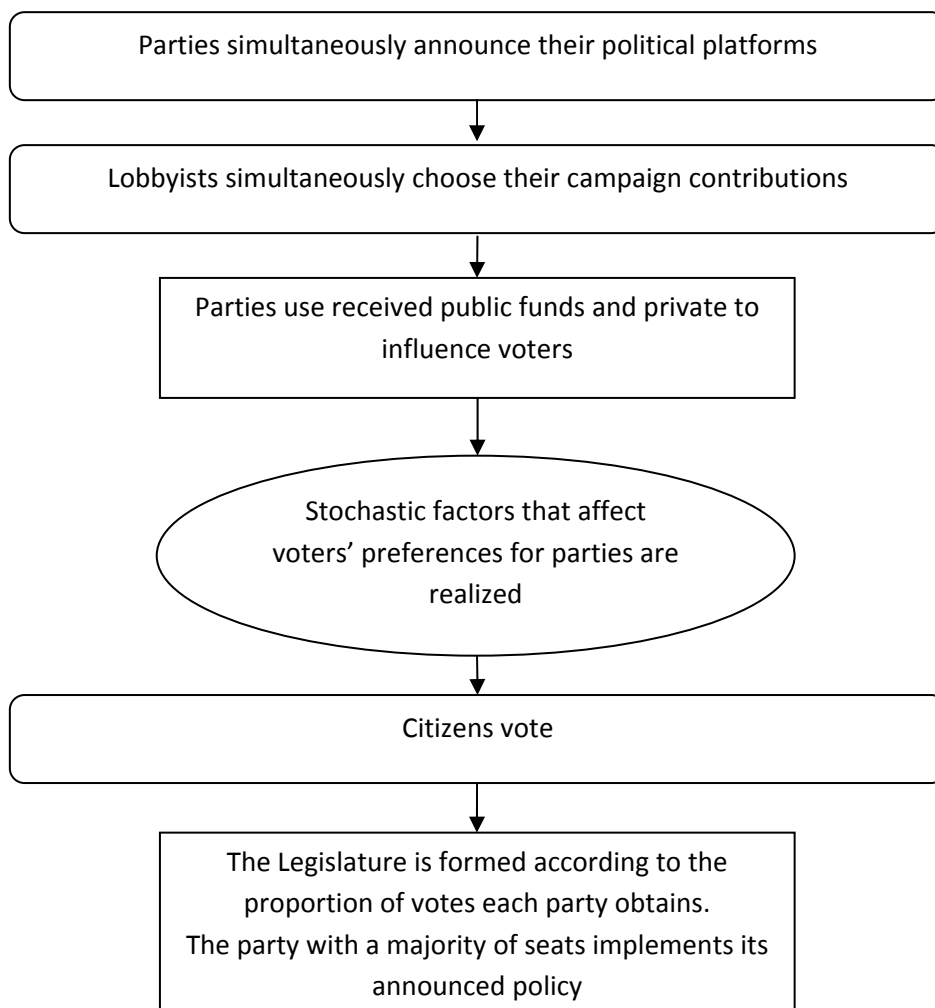 Parties simultaneously announce their political platforms
Lobbyists simultaneously choose their campaign contributions
Parties use received public funds and private to
influence voters
Stochastic factors that affect
voters’ preferences for parties are
realized
Citizens vote
The Legislature is formed according to the
proportion of votes each party obtains.
The party with a majority of seats implements its
announced policy